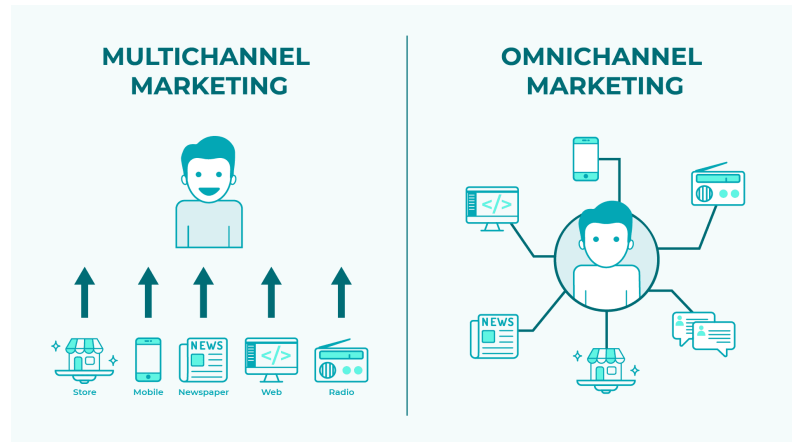 MULTICHANNEL
MARKETING
NEWS
</>
Store
Mobile
Newspaper
Web
Radio
OMNICHANNEL
MARKETING
</>
NEWS